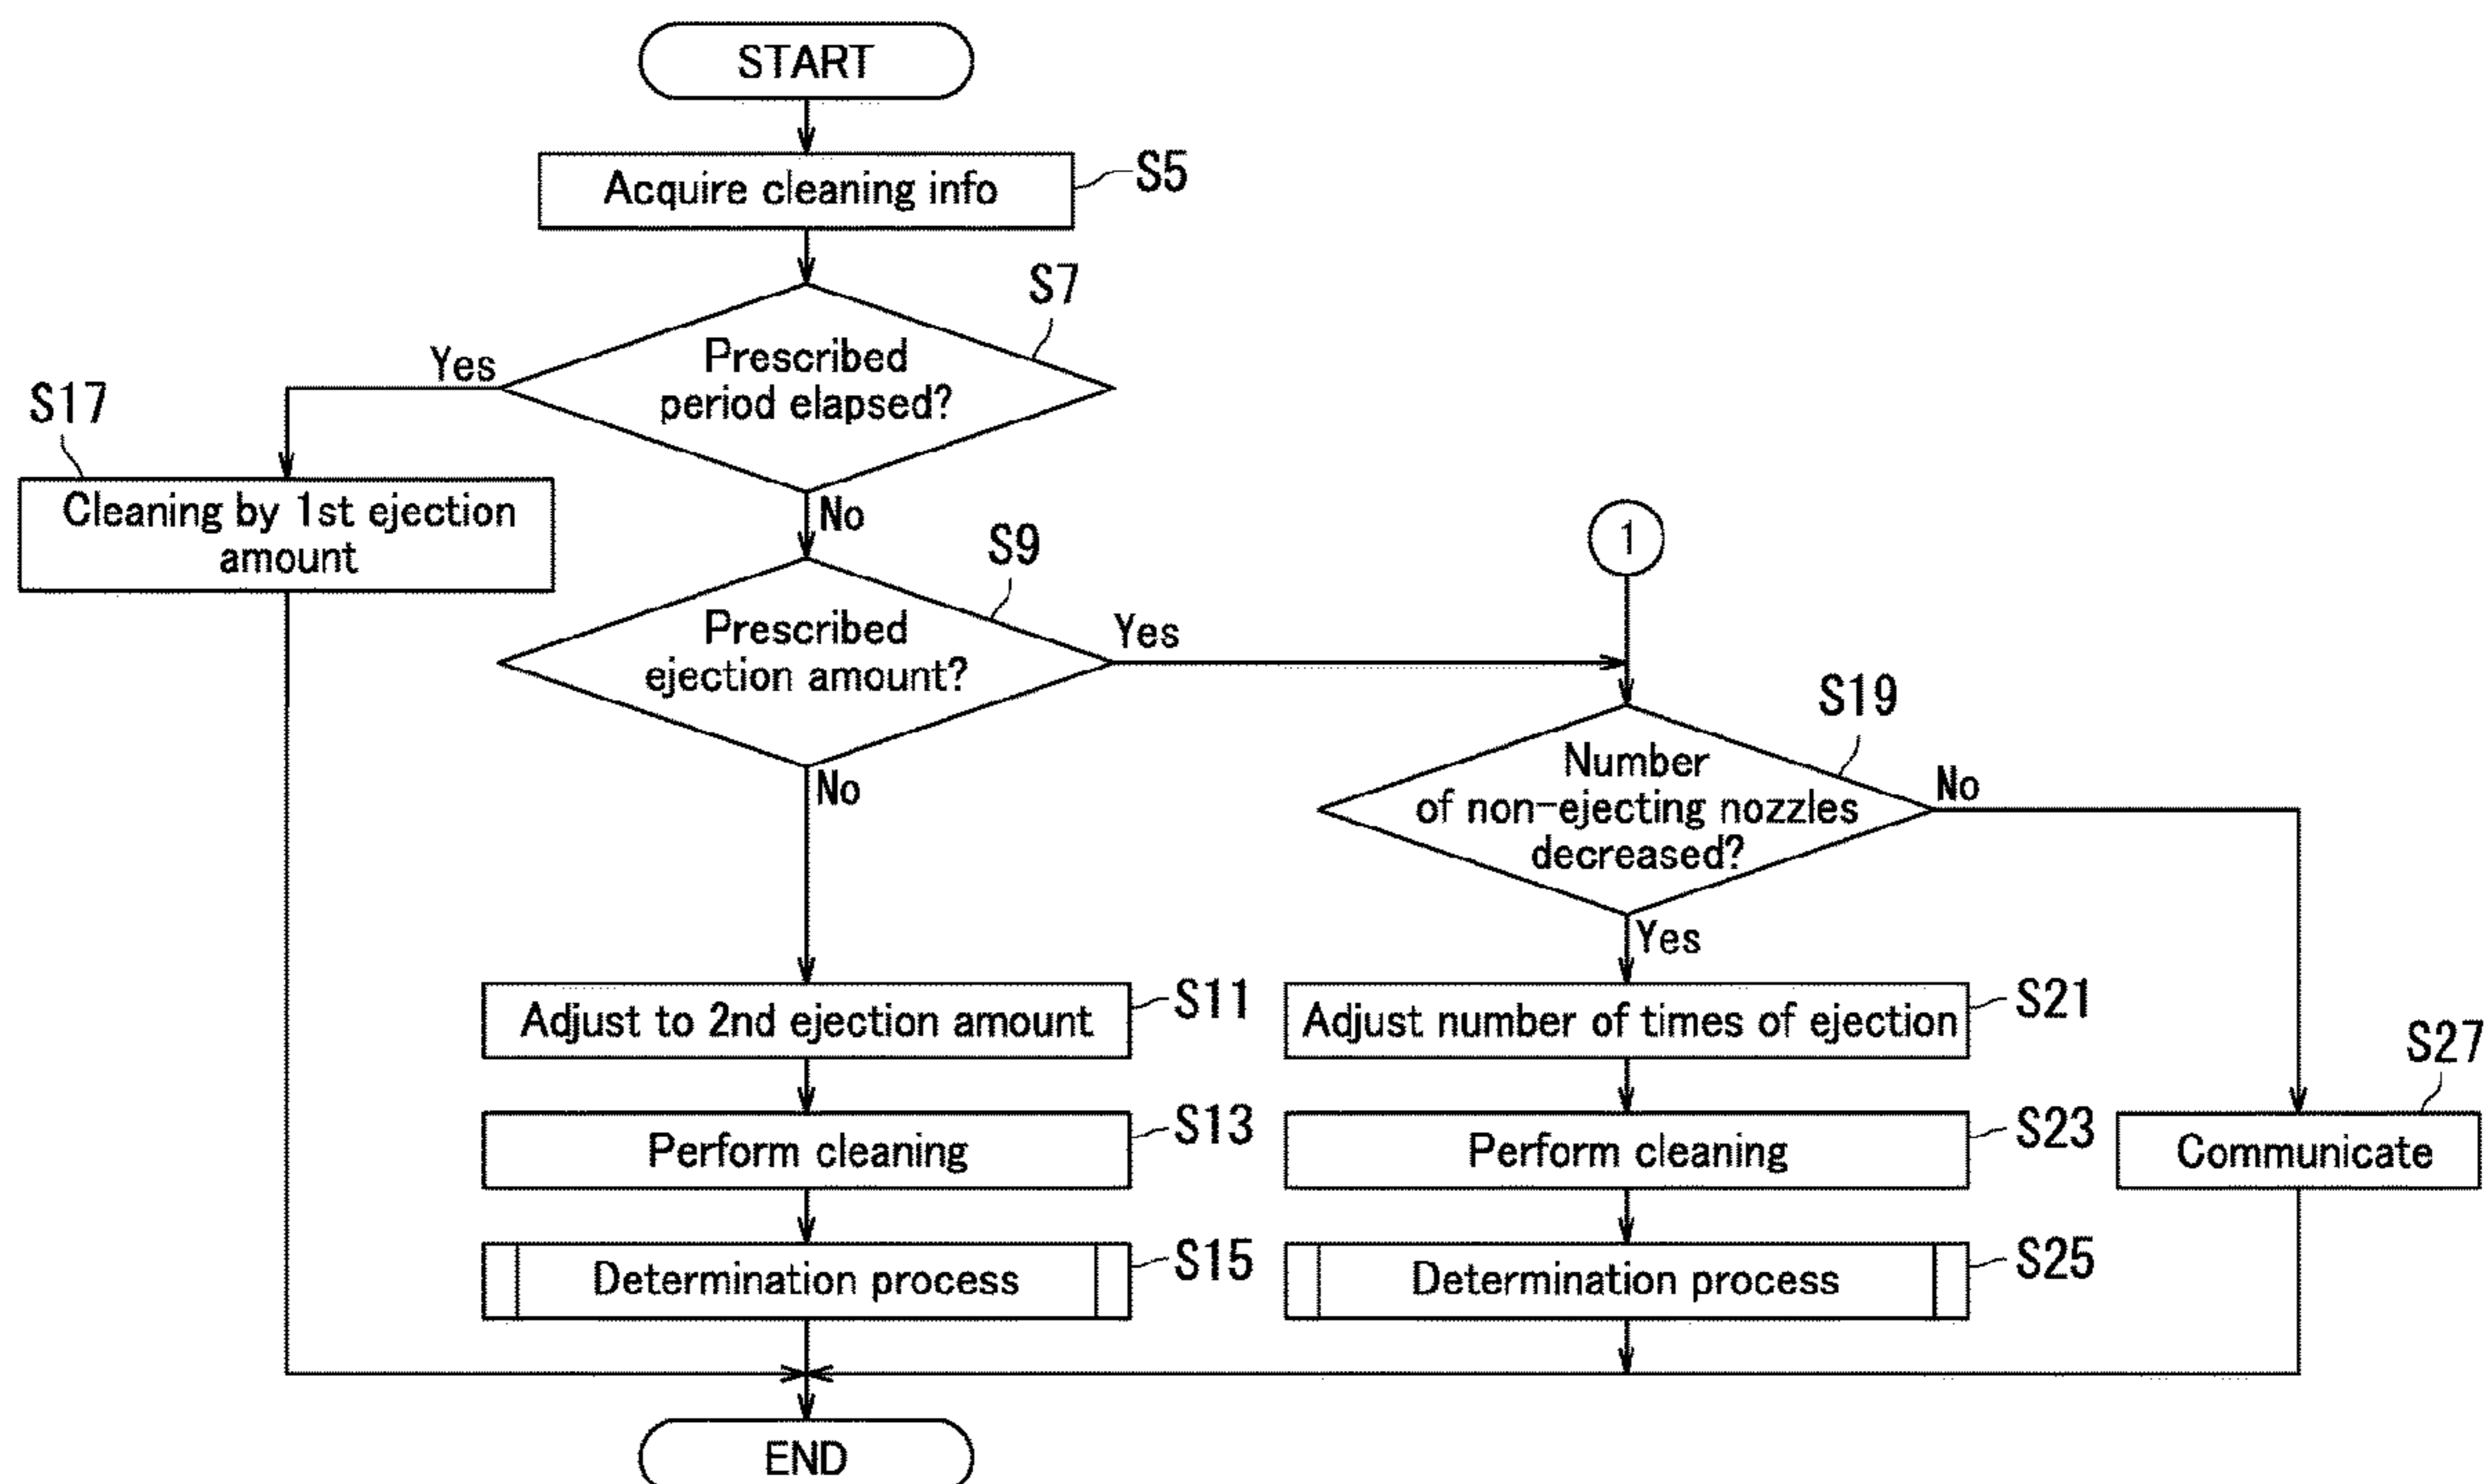 START
Acquire cleaning info
S5
S7
Prescribed
period elapsed?
Yes
No
S17
Cleaning by 1st ejection
amount
S9
Prescribed
ejection amount?
Yes
No
1
S19
Number
of non-ejecting nozzles
decreased?
No
Yes
Adjust to 2nd ejection amount
S11
Adjust number of times of ejection
S21
S27
Perform cleaning
S13
Perform cleaning
S23
Communicate
Determination process
S15
Determination process
S25
END